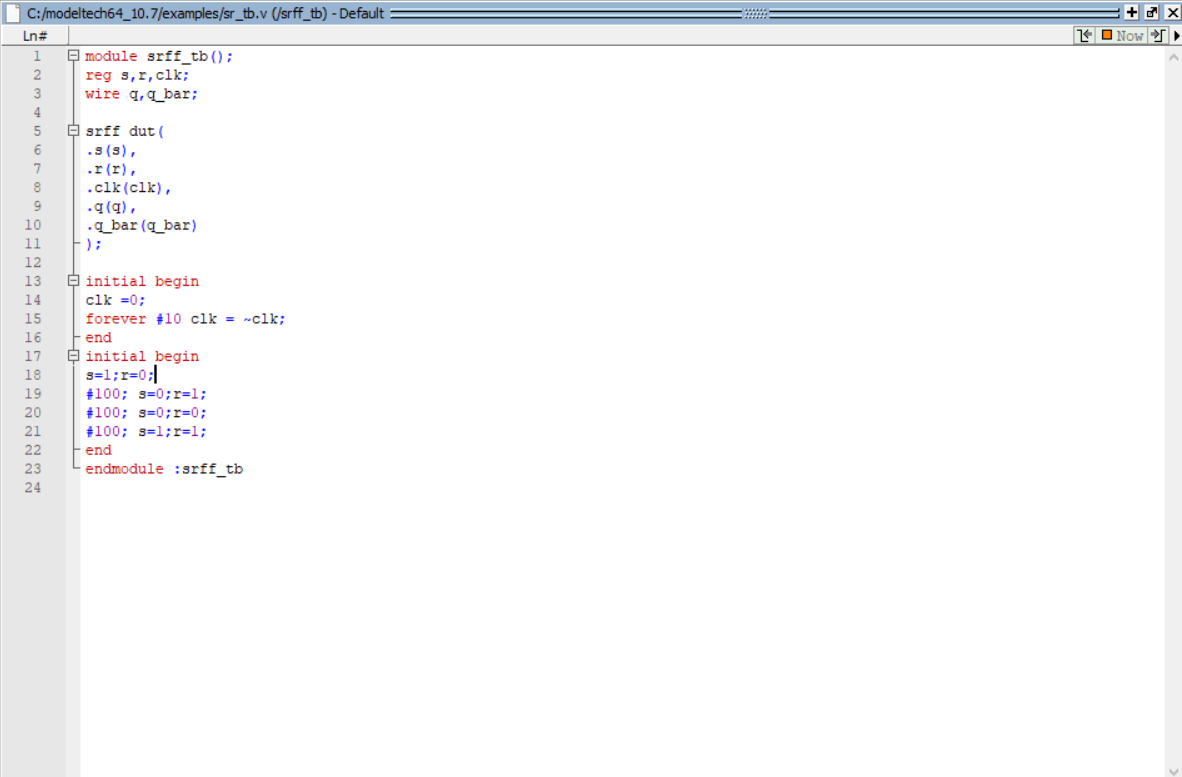 C:/modeltech64_10.7/examples/sr_tb.v (/srff_tb) - Default
Ln#
Now
1 module srff_tb();
2 reg s,r,clk;
3 wire q,q_bar;
4
5 srff dut(
6 .s(s),
7 .r(r),
8 .clk(clk),
9 .q(q),
10 .q_bar(q_bar)
11 );
12
13 initial begin
14 clk =0;
15 forever #10 clk = ~clk;
16 end
17 initial begin
18 s=1;r=0;
19 #100; s=0;r=1;
20 #100; s=0;r=0;
21 #100; s=1;r=1;
22 end
23 endmodule :srff_tb
24